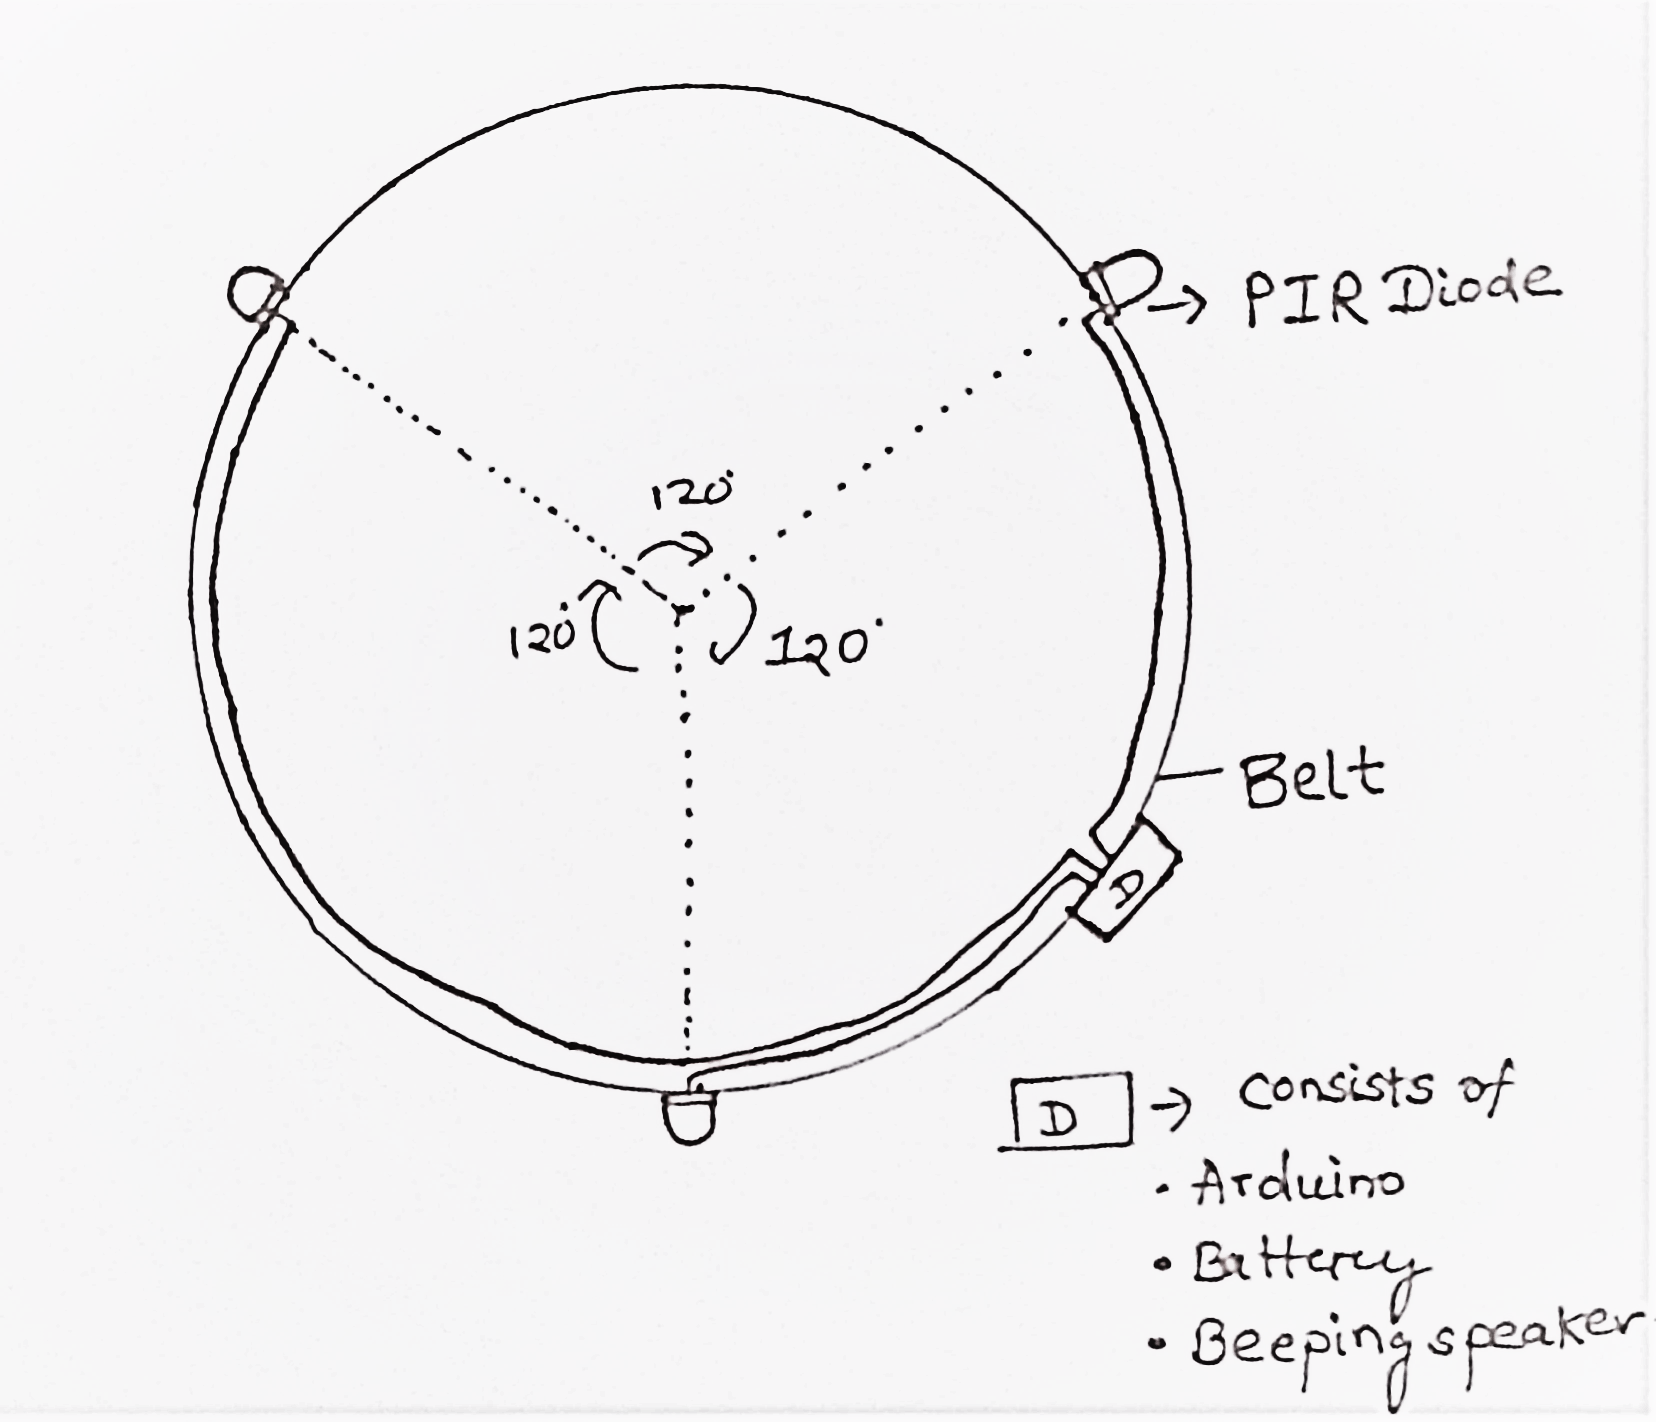 PIR Diode
120°
120°
120°
Belt
D
D → consists of
• Arduino
• Battery
• Beeping speaker